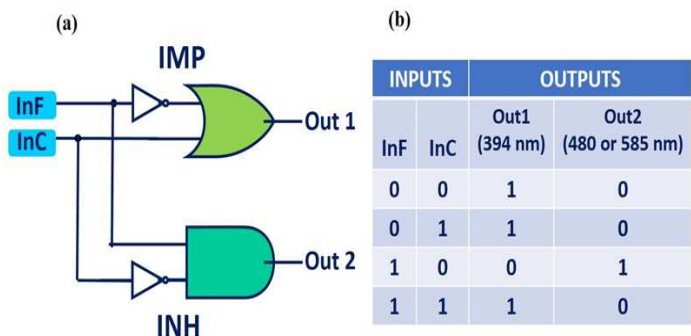 (a)
IMP
InF
InC
Out 1
Out 2
INH
(b)
INPUTS OUTPUTS
InF InC Out1 (394 nm) Out2 (480 or 585 nm)
0 0 1 0
0 1 1 0
1 0 0 1
1 1 1 0